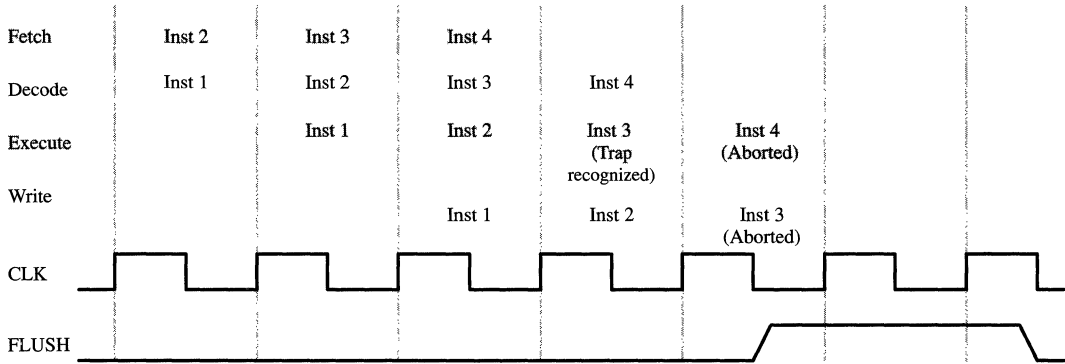 Fetch Inst 2 Inst 3 Inst 4
Decode Inst 1 Inst 2 Inst 3 Inst 4
Execute Inst 1 Inst 2 Inst 3 Inst 4
(Trap (Aborted)
recognized)
Write
Inst 1 Inst 2 Inst 3
(Aborted)
CLK
FLUSH